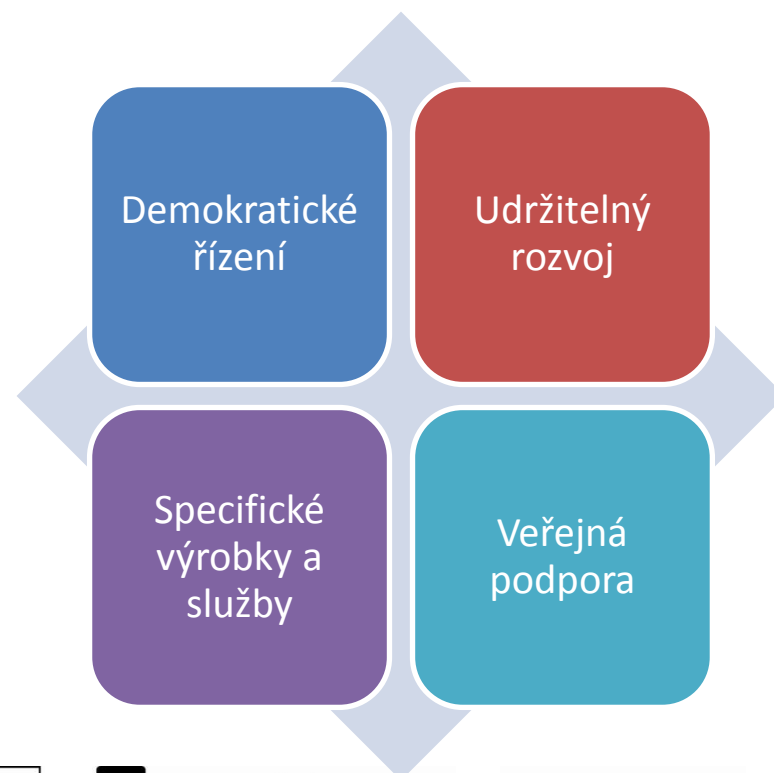 Demokratické
řízení
Udržitelný
rozvoj
Specifické
výrobky a
služby
Veřejná
podpora